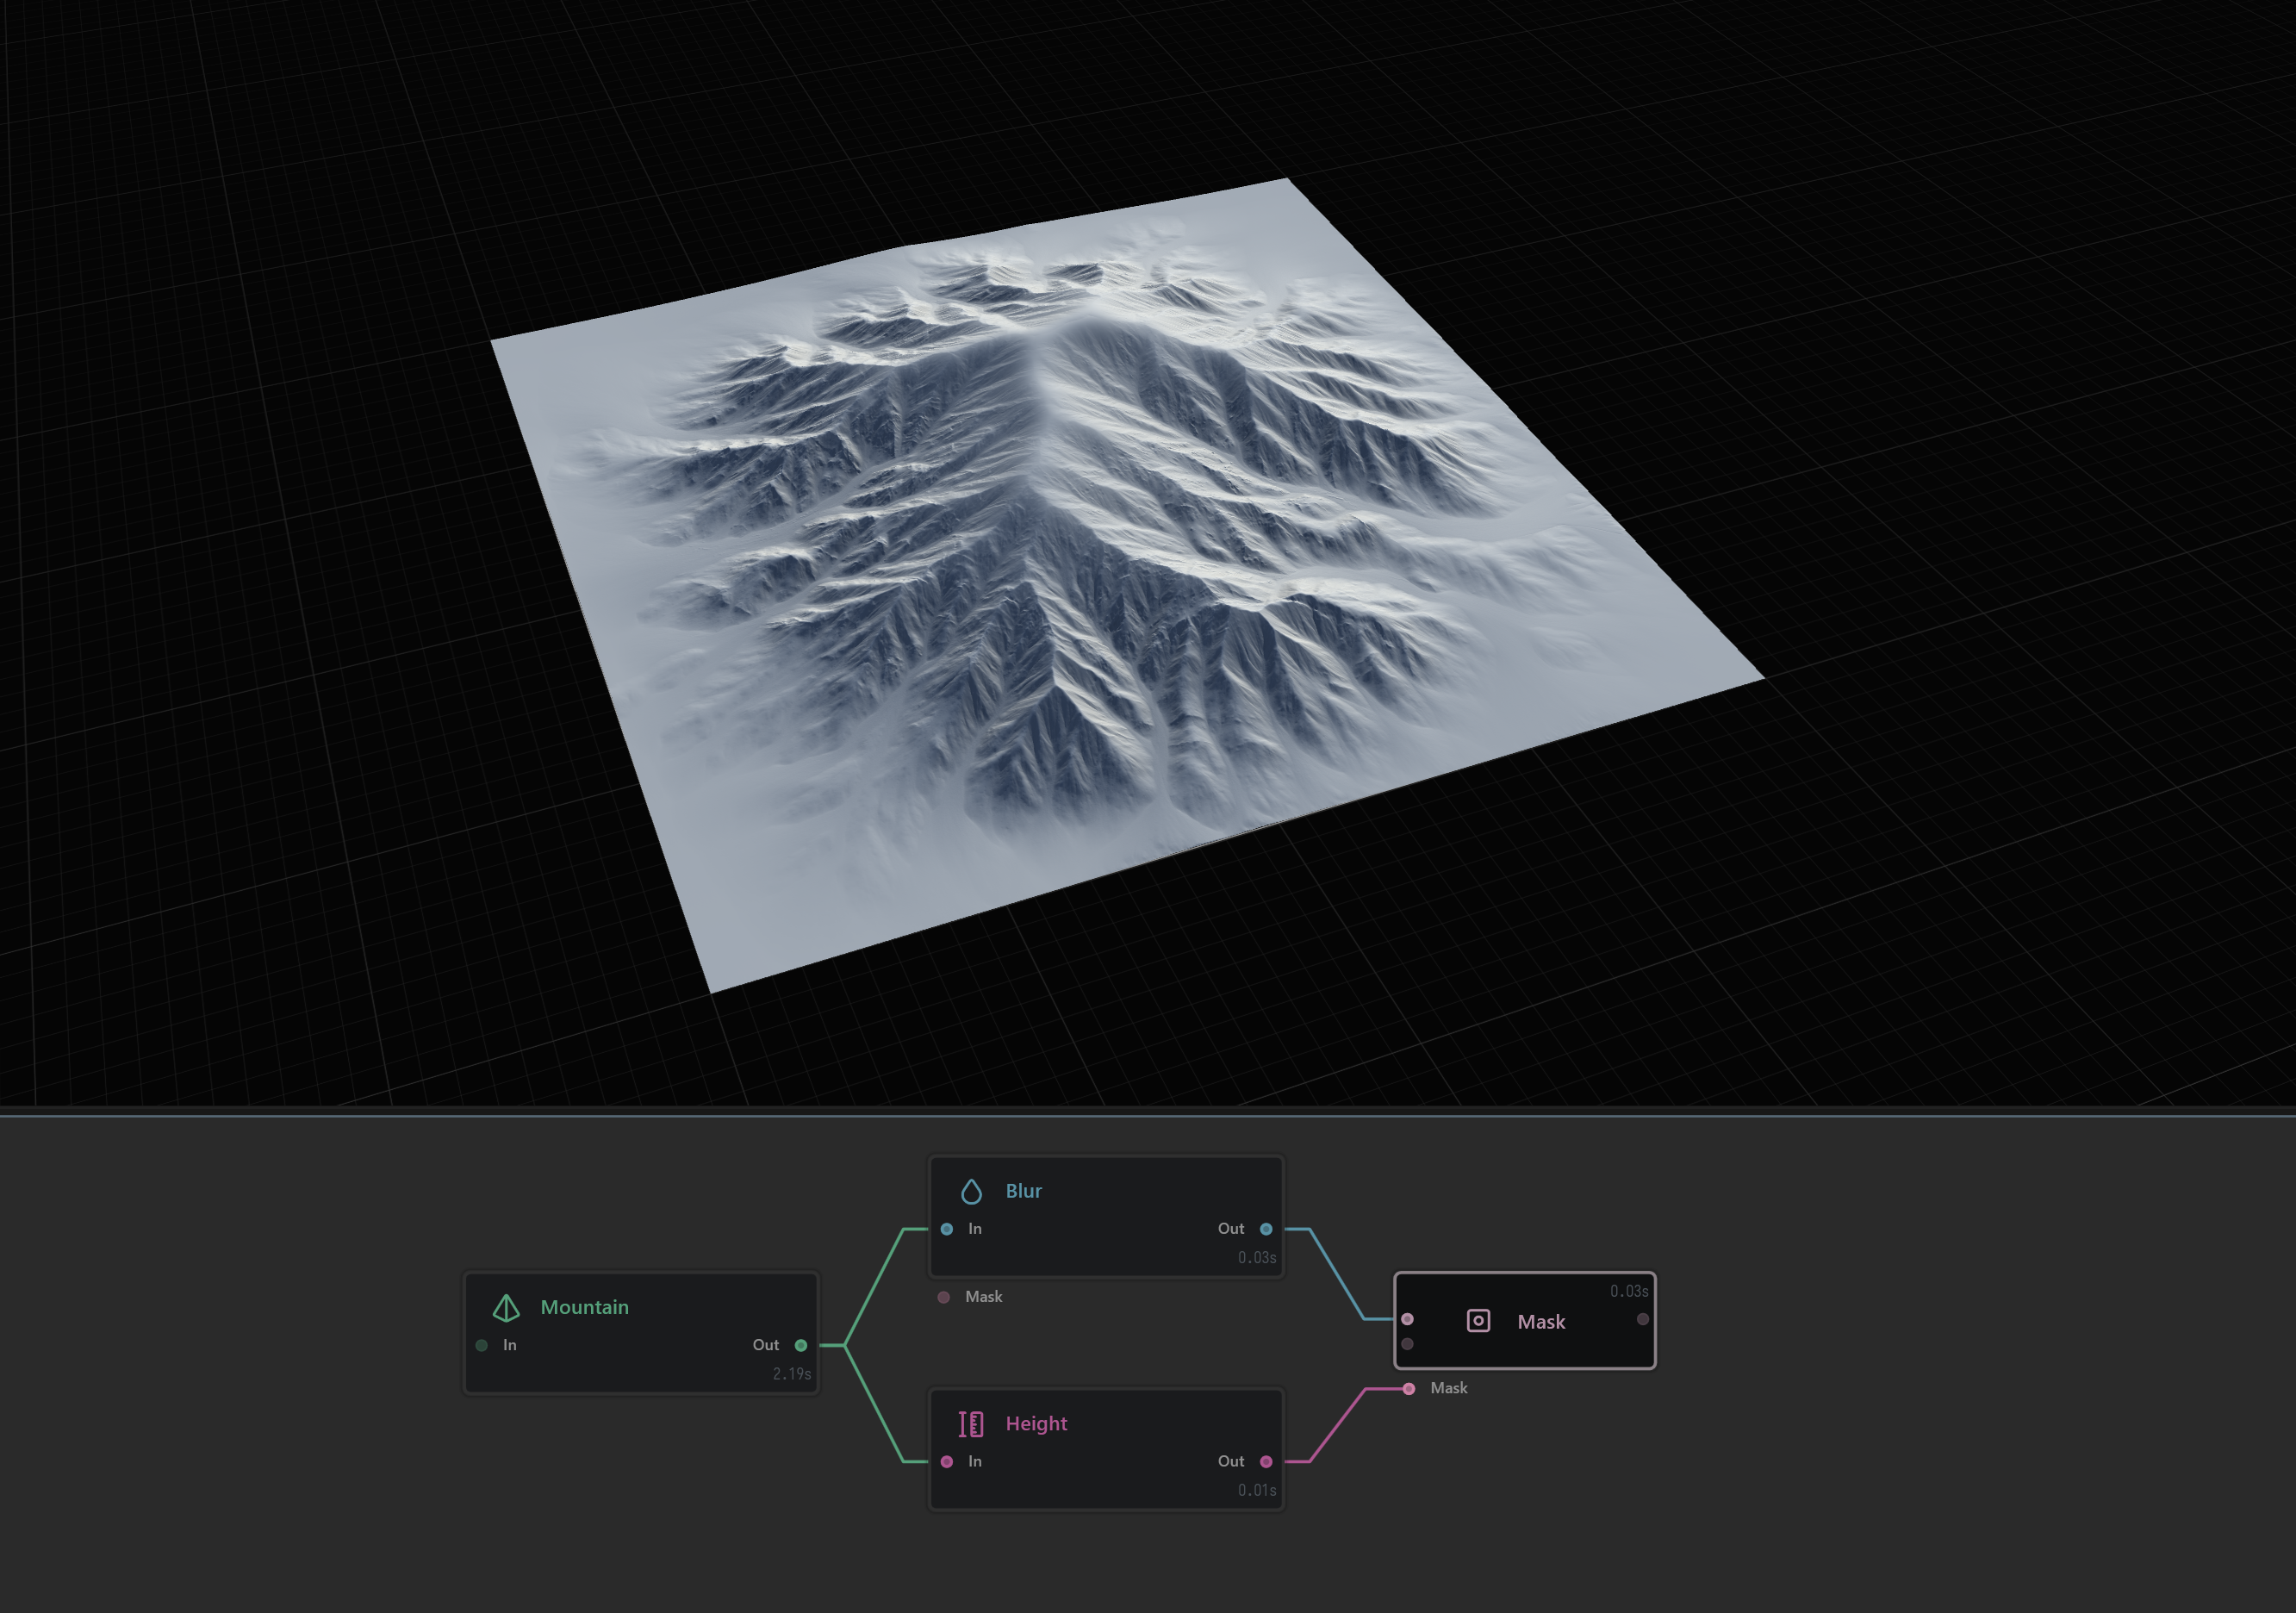 Mountain
In
Out
2.19s
Blur
In
Out
0.03s
Mask
Height
In
Out
0.01s
0.03s
Mask
Mask